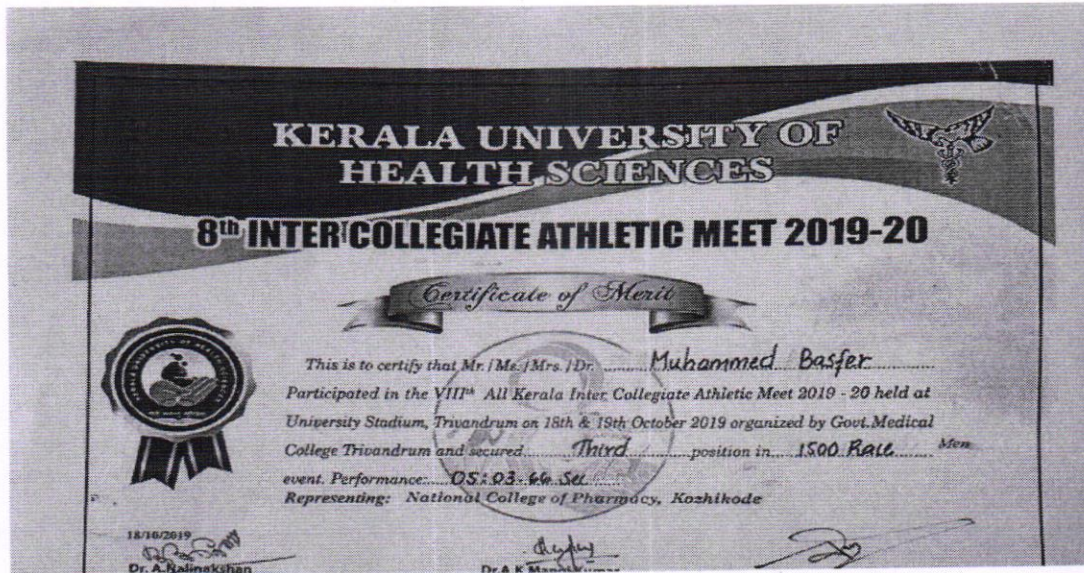 KERALA UNIVERSITY OF
HEALTH SCIENCES
8th INTER COLLEGIATE ATHLETIC MEET 2019-20
Certificate of Merit
This is to certify that Mr. / Ms. / Mrs. / Dr. Muhammed Basfer
Participated in the VIIIth All Kerala Inter Collegiate Athletic Meet 2019 - 20 held at
University Stadium, Trivandrum on 18th & 19th October 2019 organized by Govt.Medical
College Trivandrum and secured Third position in 1500 Race Men
event. Performance: 05:03.66 Sec
Representing: National College of Pharmacy, Kozhikode
18/10/2019
Dr. A.Nalinakshan
Dr.A.K